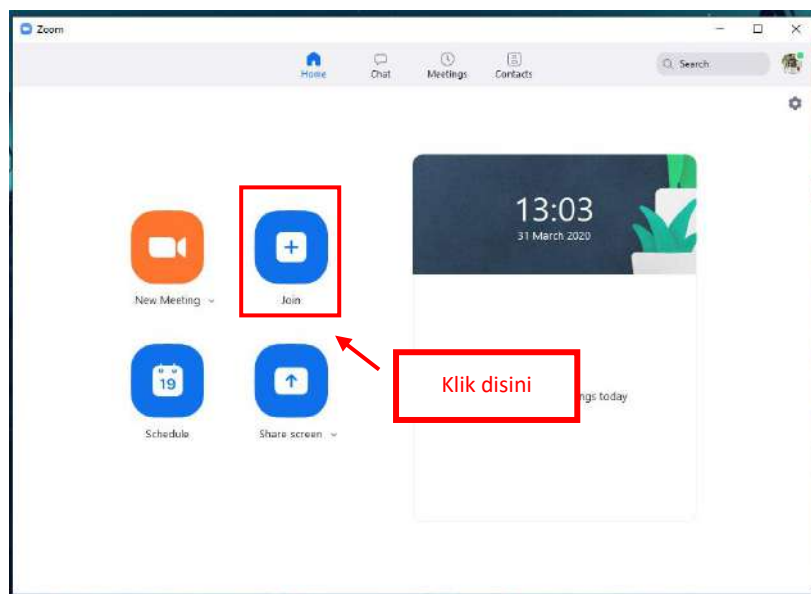 Zoom
Home
Chat
Meetings
Contacts
Search
13:03
31 March 2020
New Meeting
Join
19
Schedule
Share screen
Klik disini
ngs today